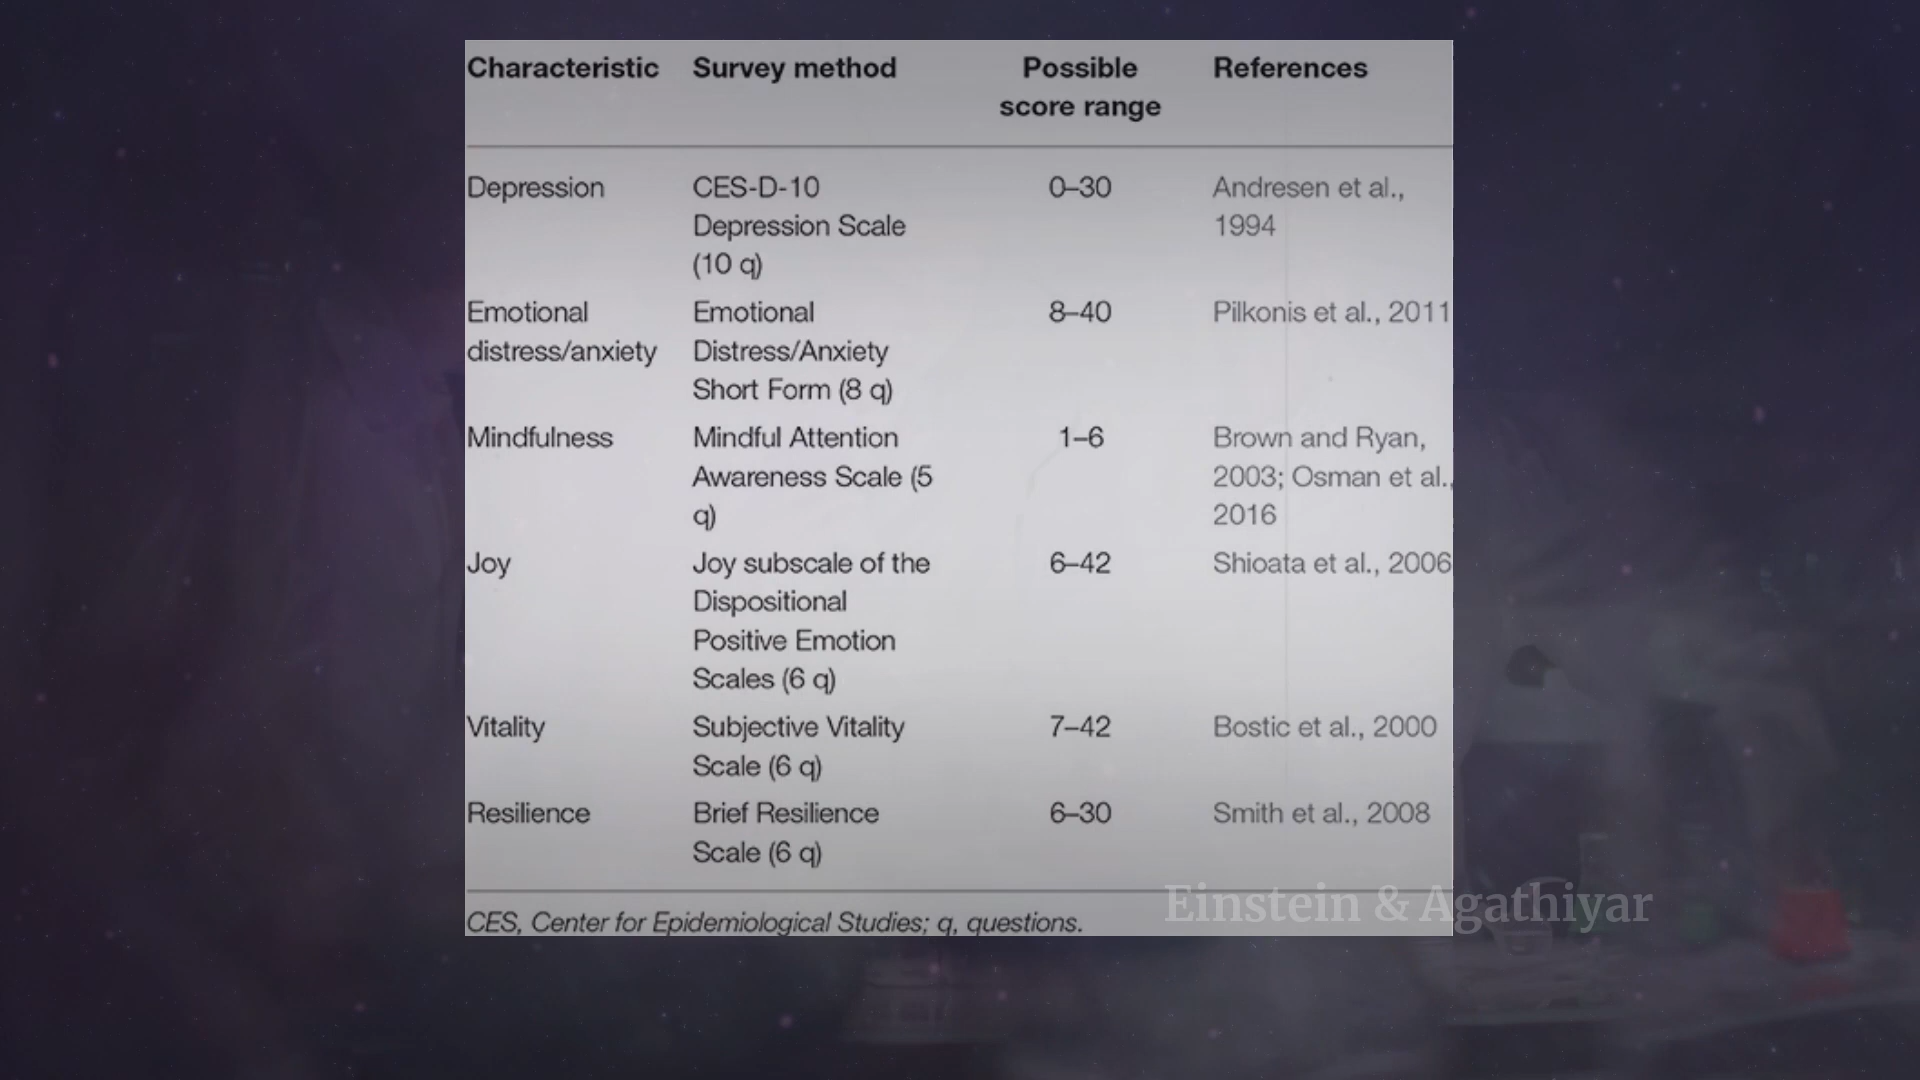 Characteristic Survey method Possible References
score range
Depression CES-D-10 0–30 Andresen et al.,
Depression Scale 1994
(10 q)
Emotional Emotional 8–40 Pilkonis et al., 2011
distress/anxiety Distress/Anxiety
Short Form (8 q)
Mindfulness Mindful Attention 1–6 Brown and Ryan,
Awareness Scale (5 2003; Osman et al.,
q) 2016
Joy Joy subscale of the 6–42 Shioata et al., 2006
Dispositional
Positive Emotion
Scales (6 q)
Vitality Subjective Vitality 7–42 Bostic et al., 2000
Scale (6 q)
Resilience Brief Resilience 6–30 Smith et al., 2008
Scale (6 q)
Einstein & Agathiyar
CES, Center for Epidemiological Studies; q, questions.